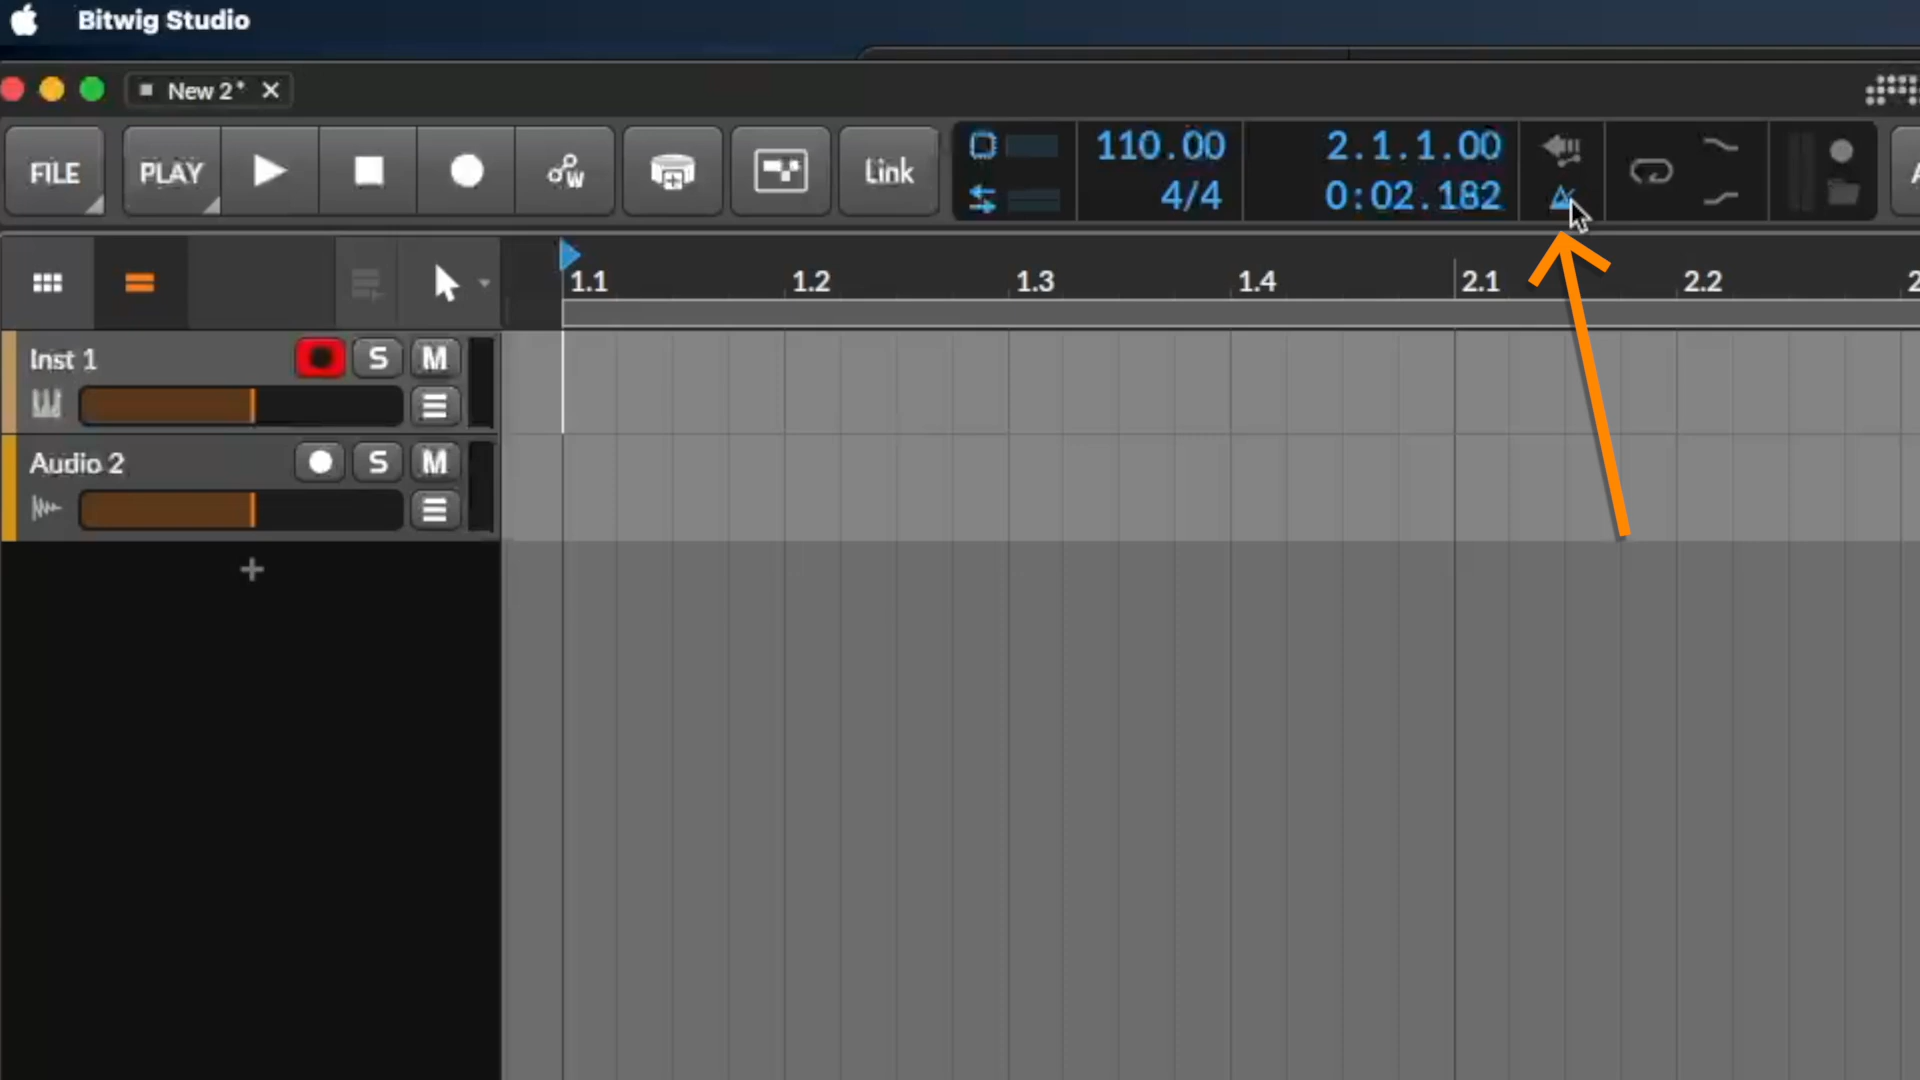 Bitwig Studio
New 2*
FILE
PLAY
W
Link
110.00
4/4
2.1.1.00
0:02.182
1.1
1.2
1.3
1.4
2.1
2.2
Inst 1
S
M
Audio 2
S
M